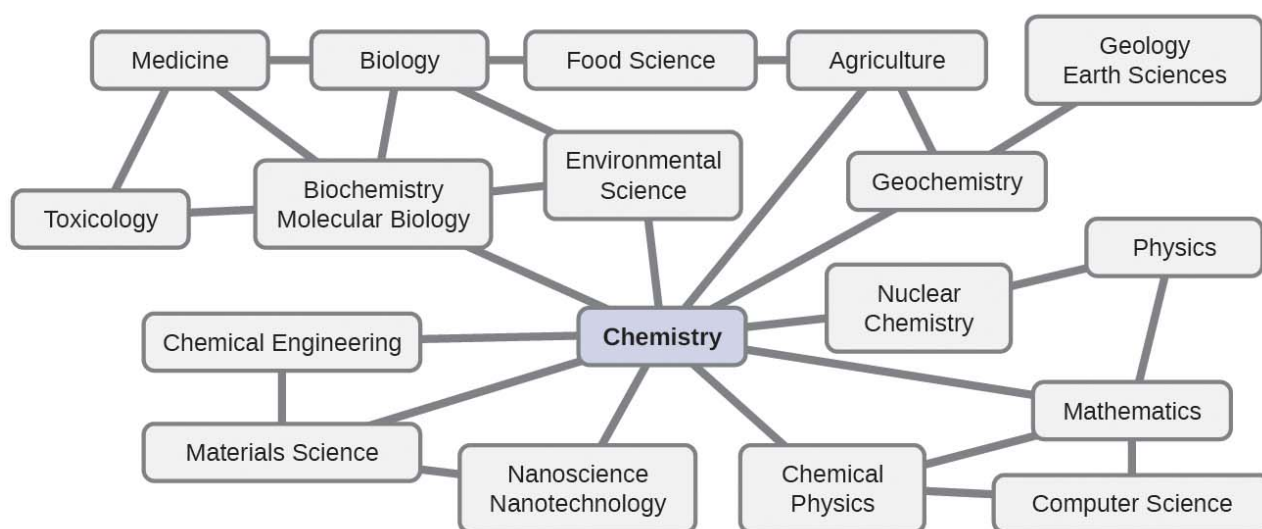 Medicine
Biology
Food Science
Agriculture
Geology
Earth Sciences
Environmental
Science
Geochemistry
Biochemistry
Molecular Biology
Toxicology
Physics
Nuclear
Chemistry
Chemical Engineering
Chemistry
Mathematics
Materials Science
Nanoscience
Nanotechnology
Chemical
Physics
Computer Science